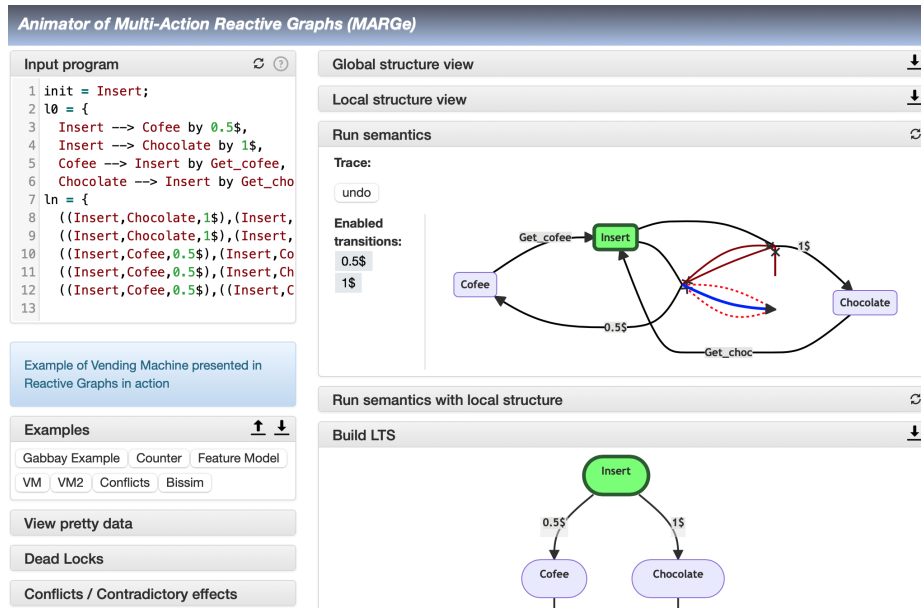 Animator of Multi-Action Reactive Graphs (MARGe)
Input program
1 init = Insert;
2 l0 = {
3 Insert --> Cofee by 0.5$,
4 Insert --> Chocolate by 1$,
5 Cofee --> Insert by Get_cofee,
6 Chocolate --> Insert by Get_cho
7 ln = {
8 ((Insert,Chocolate,1$),(Insert,
9 ((Insert,Chocolate,1$),(Insert,
10 ((Insert,Cofee,0.5$),(Insert,Co
11 ((Insert,Cofee,0.5$),(Insert,Ch
12 ((Insert,Cofee,0.5$),((Insert,C
13
Example of Vending Machine presented in
Reactive Graphs in action
Examples
Gabbay Example Counter Feature Model
VM VM2 Conflicts Bissim
View pretty data
Dead Locks
Conflicts / Contradictory effects
Global structure view
Local structure view
Run semantics
Trace:
undo
Enabled
transitions:
0.5$
1$
Get_cofee
Insert
1$
Cofee
Chocolate
0.5$
Get_choc
Run semantics with local structure
Build LTS
Insert
0.5$ 1$
Cofee Chocolate